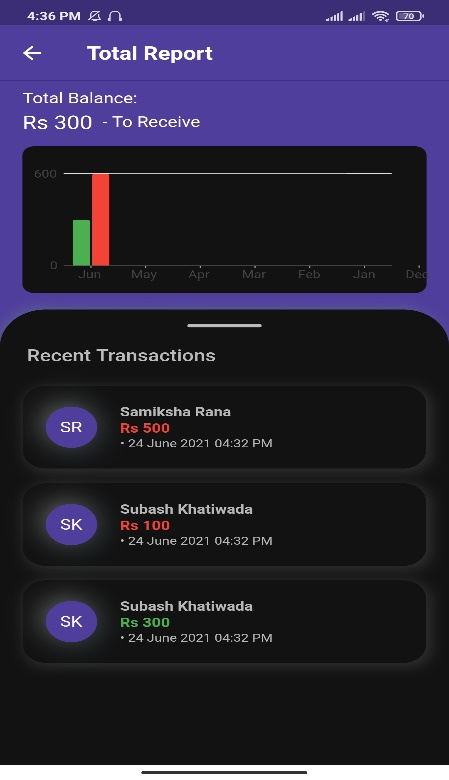 4:36 PM 70
Total Report
Total Balance:
Rs 300 - To Receive
600
0
Jun May Apr Mar Feb Jan Dec
Recent Transactions
SR
Samiksha Rana
Rs 500
• 24 June 2021 04:32 PM
SK
Subash Khatiwada
Rs 100
• 24 June 2021 04:32 PM
SK
Subash Khatiwada
Rs 300
• 24 June 2021 04:32 PM